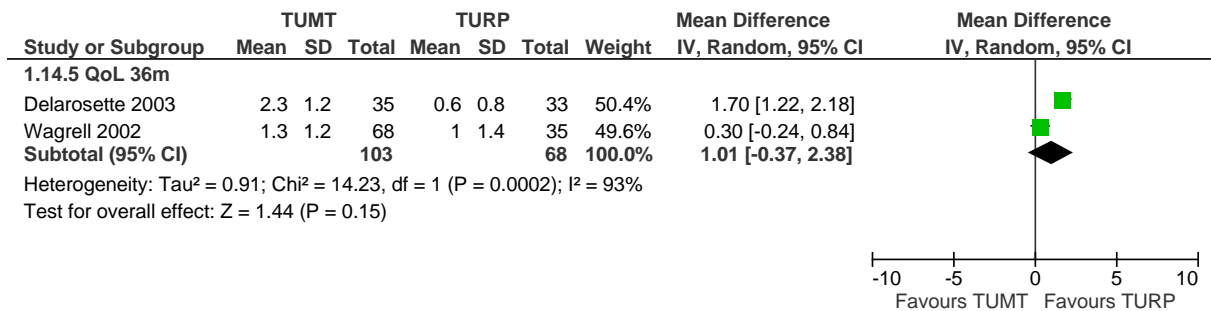 TUMT TURP Mean Difference Mean Difference
Study or Subgroup Mean SD Total Mean SD Total Weight IV, Random, 95% CI IV, Random, 95% CI
1.14.5 QoL 36m
Delarosette 2003 2.3 1.2 35 0.6 0.8 33 50.4% 1.70 [1.22, 2.18]
Wagrell 2002 1.3 1.2 68 1 1.4 35 49.6% 0.30 [-0.24, 0.84]
Subtotal (95% CI) 103 68 100.0% 1.01 [-0.37, 2.38]
Heterogeneity: Tau² = 0.91; Chi² = 14.23, df = 1 (P = 0.0002); I² = 93%
Test for overall effect: Z = 1.44 (P = 0.15)
-10 -5 0 5 10
Favours TUMT Favours TURP